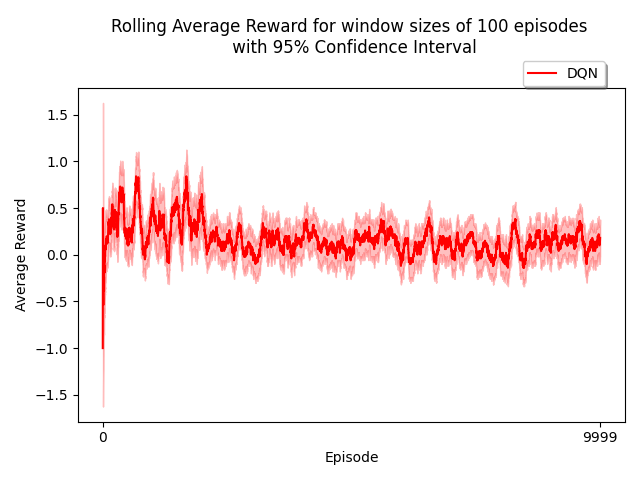 Rolling Average Reward for window sizes of 100 episodes
with 95% Confidence Interval
DQN
1.5
1.0
0.5
0.0
−0.5
−1.0
−1.5
Average Reward
0
9999
Episode